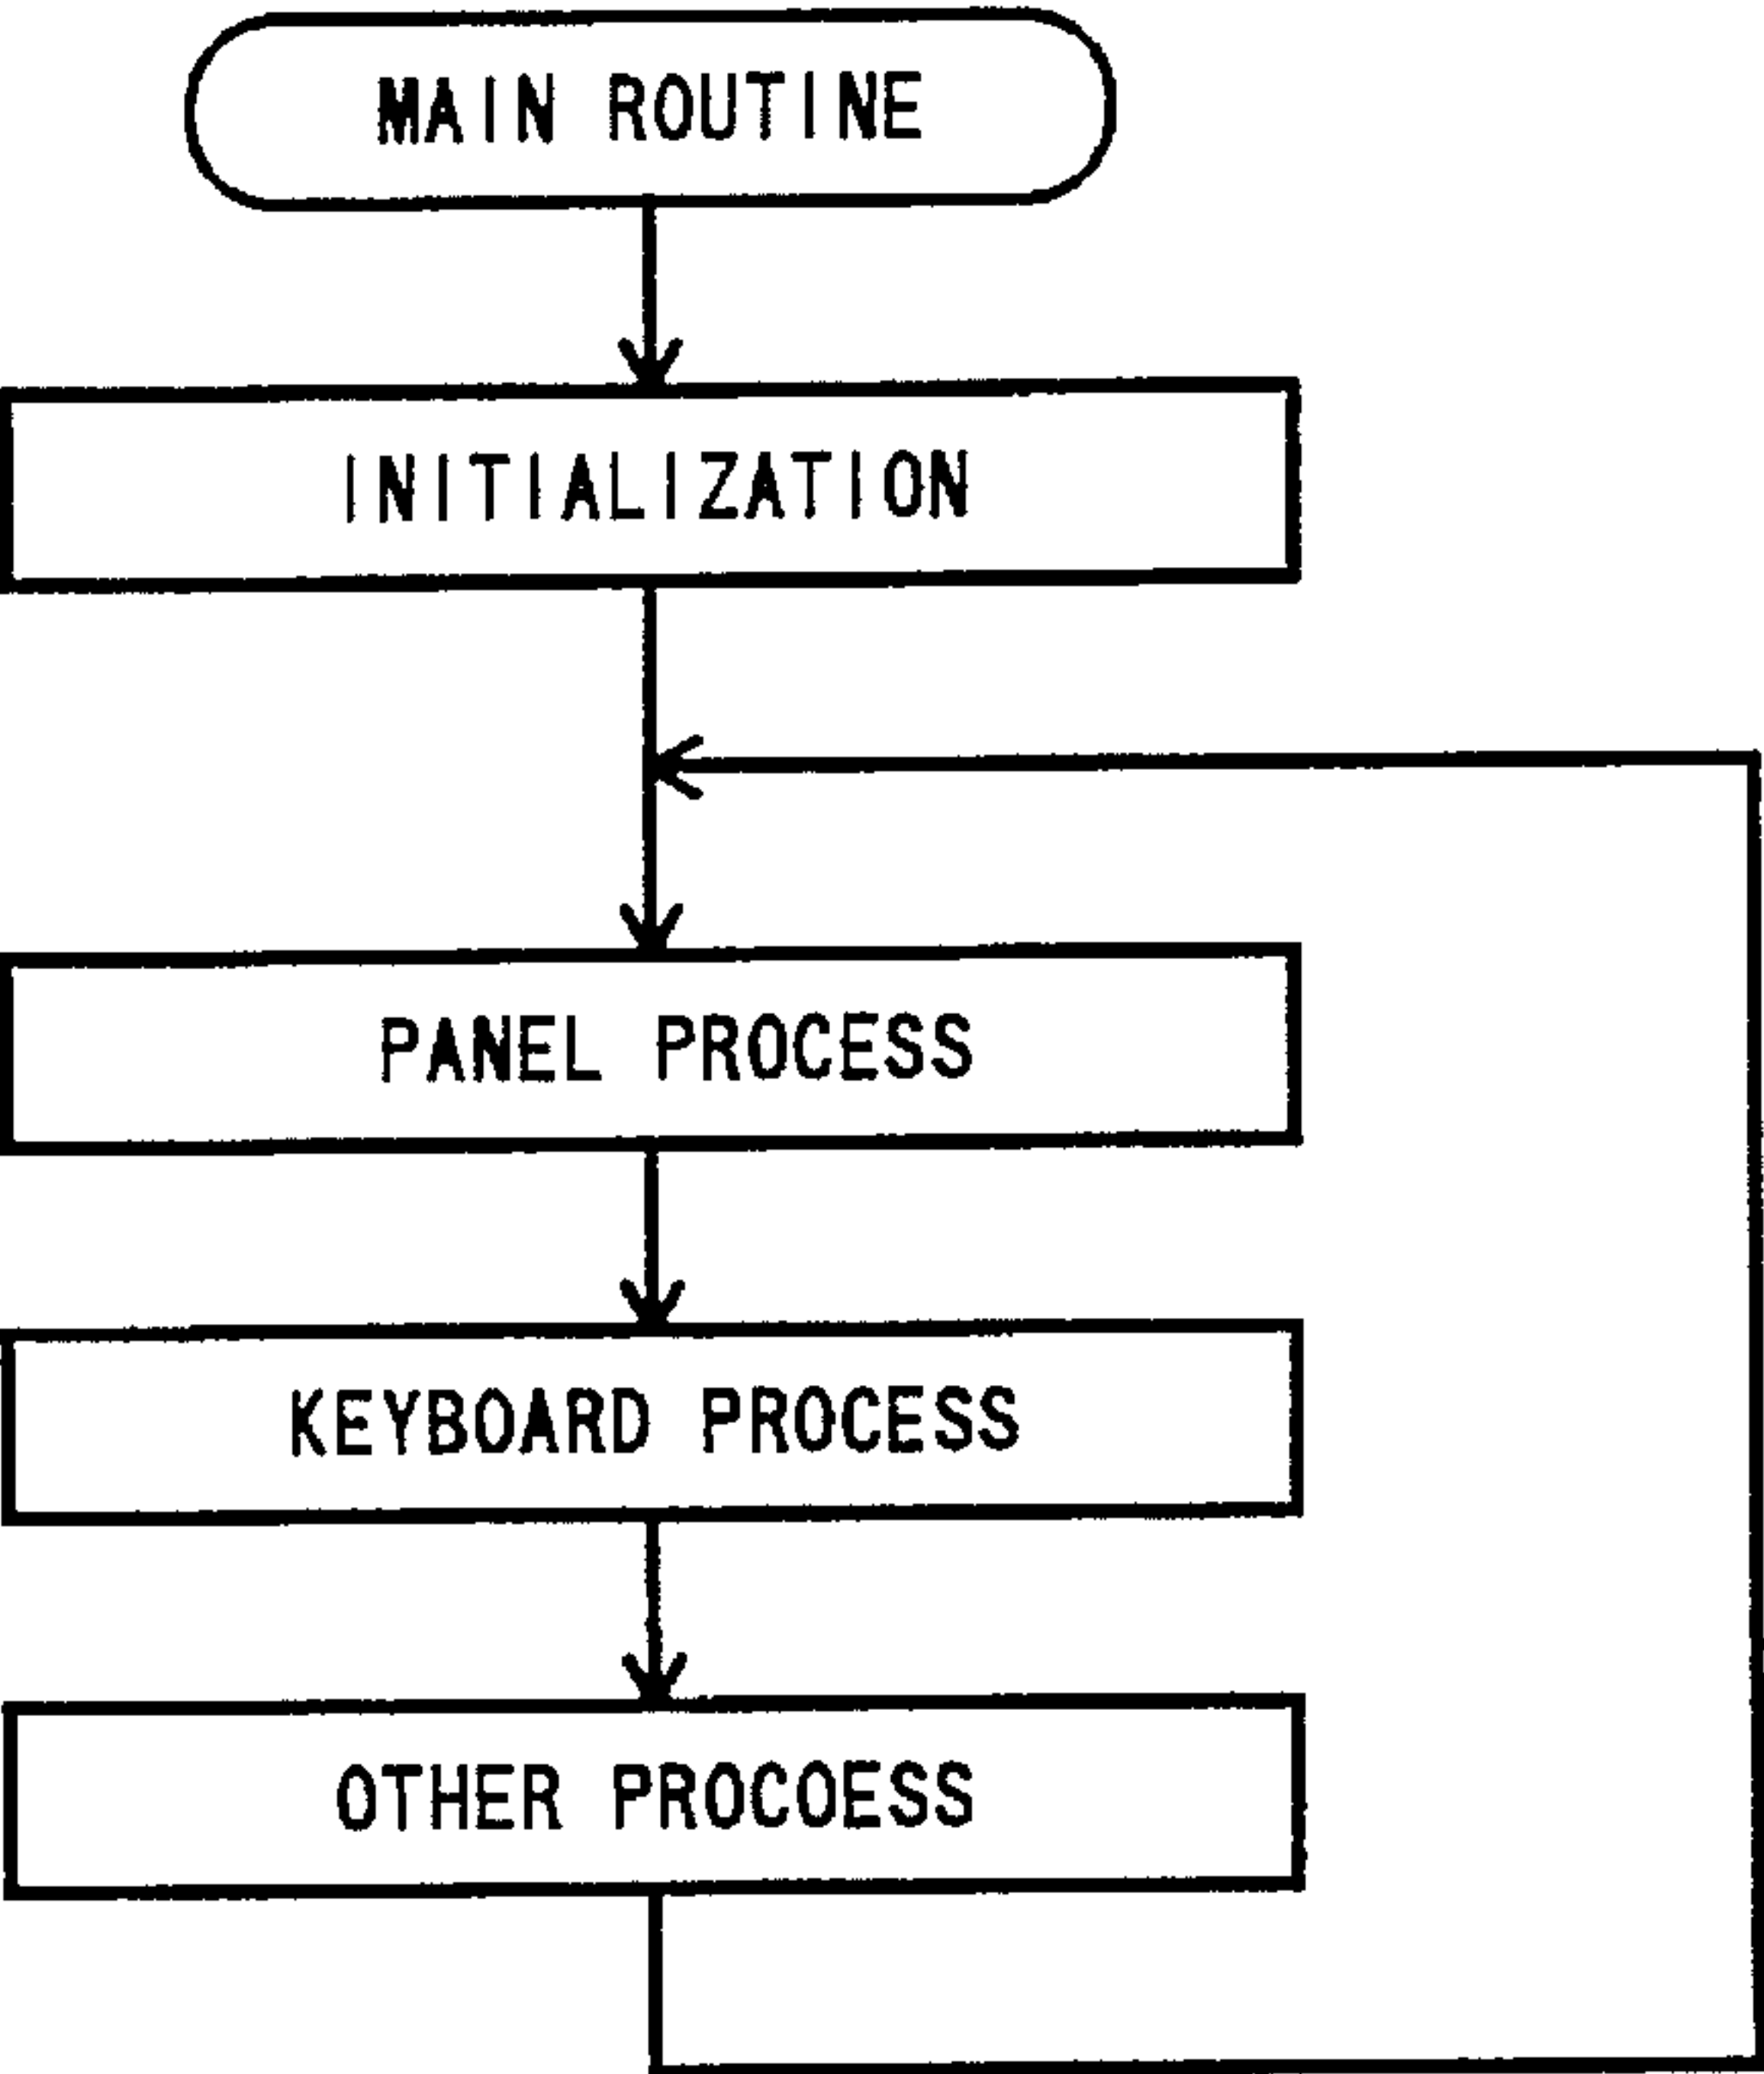 MAIN ROUTINE
INITIALIZATION
PANEL PROCESS
KEYBOARD PROCESS
OTHER PROCOESS